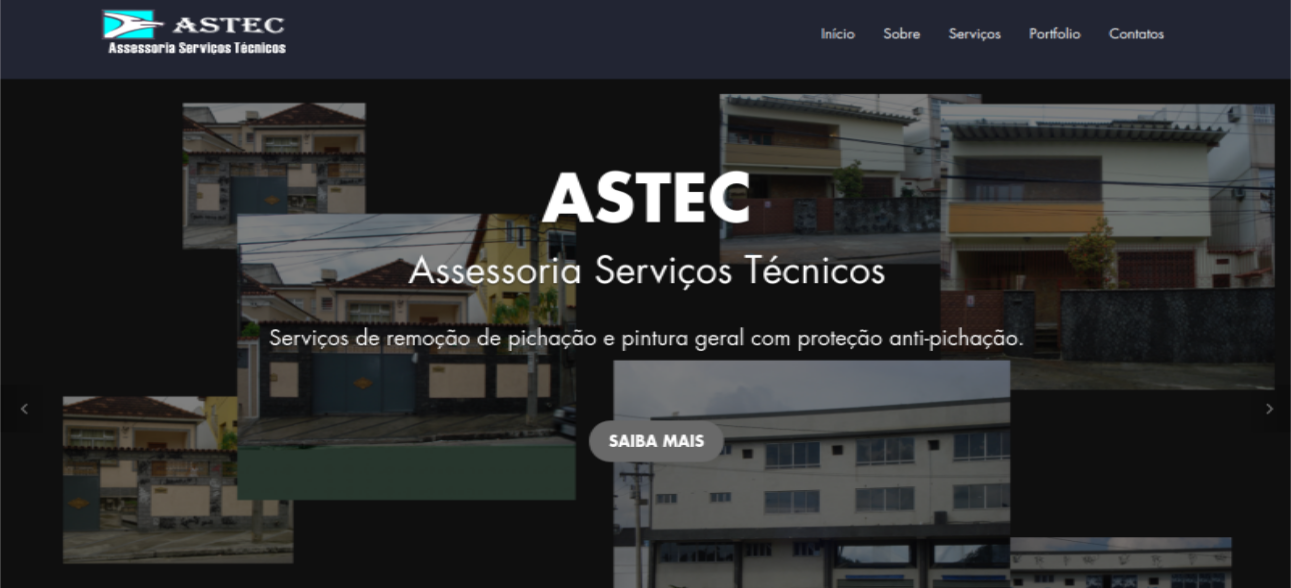 ASTEC
Assessoria Serviços Técnicos
Início Sobre Serviços Portfolio Contatos
ASTEC
Assessoria Serviços Técnicos
Serviços de remoção de pichação e pintura geral com proteção anti-pichação.
SAIBA MAIS